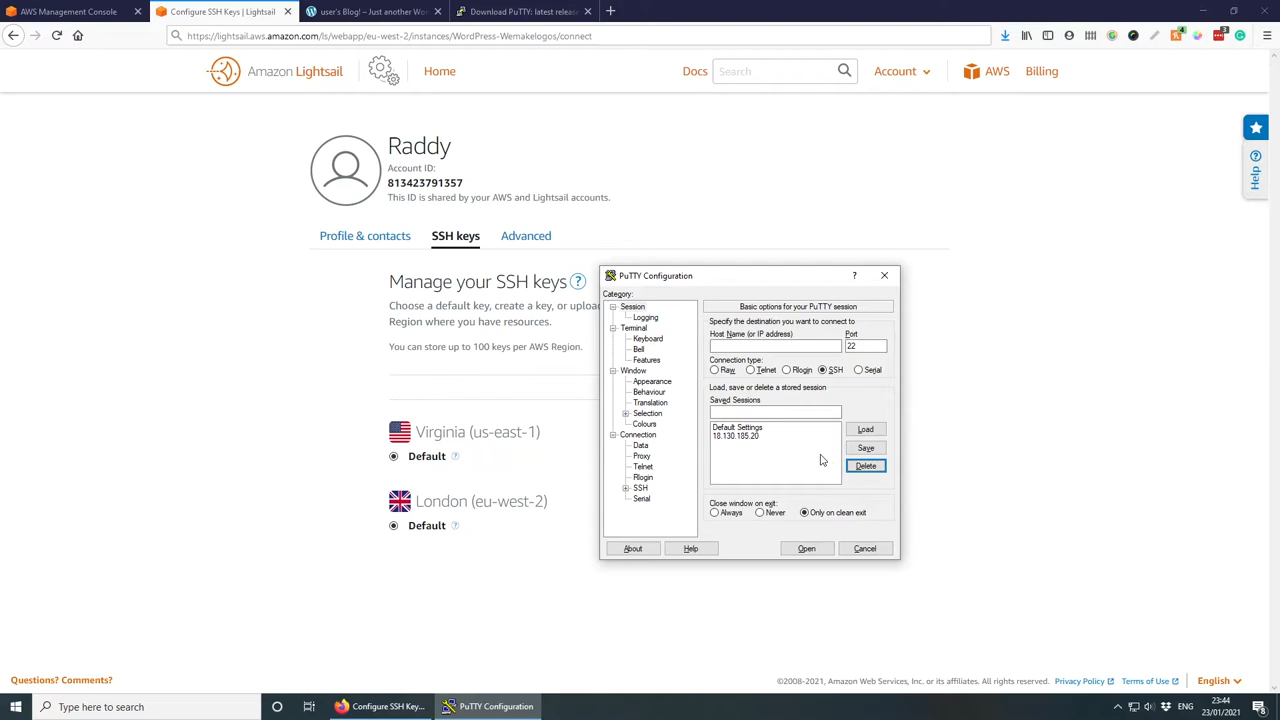 AWS Management Console
Configure SSH Keys | Lightsail
user's Blog! – Just another Wor
Download PuTTY: latest release
https://lightsail.aws.amazon.com/ls/webapp/eu-west-2/instances/WordPress-Wemakelogos/connect
4
3
Amazon Lightsail
Home
Docs
Search
Account
AWS
Billing
Raddy
Account ID:
813423791357
This ID is shared by your AWS and Lightsail accounts.
Help
Profile & contacts
SSH keys
Advanced
Manage your SSH keys
Choose a default key, create a key, or uploa
Region where you have resources.
You can store up to 100 keys per AWS Region.
Virginia (us-east-1)
Default
London (eu-west-2)
Default
PuTTY Configuration
Category:
Session
Logging
Terminal
Keyboard
Bell
Features
Window
Appearance
Behaviour
Translation
Selection
Colours
Connection
Data
Proxy
Telnet
Rlogin
SSH
Serial
Basic options for your PuTTY session
Specify the destination you want to connect to
Host Name (or IP address)
Port
22
Connection type:
Raw
Telnet
Rlogin
SSH
Serial
Load, save or delete a stored session
Saved Sessions
Default Settings
18.130.185.20
Load
Save
Delete
Close window on exit:
Always
Never
Only on clean exit
About
Help
Open
Cancel
Questions? Comments?
©2008-2021, Amazon Web Services, Inc. or its affiliates. All rights reserved.
Privacy Policy
Terms of Use
English
Type here to search
Configure SSH Key...
PuTTY Configuration
ENG
23:44
23/01/2021
8